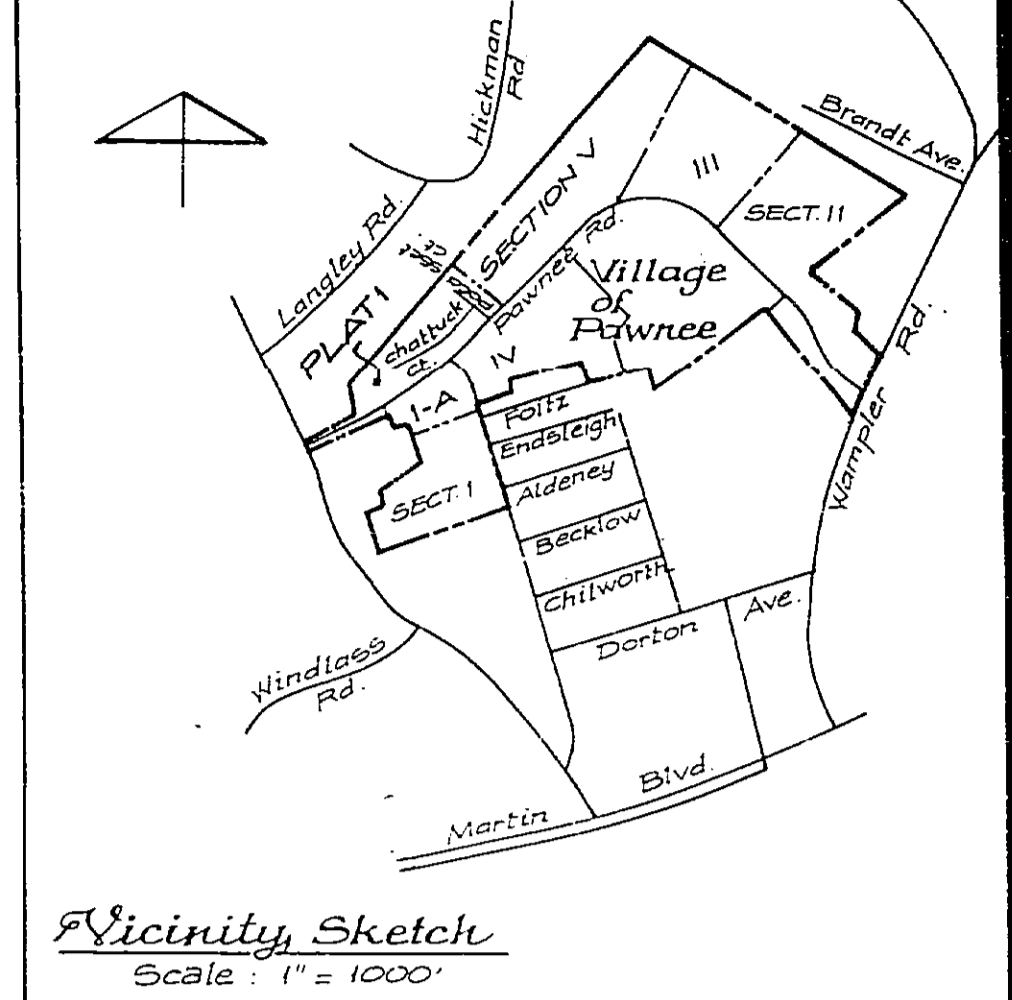 Hickman
Rd
Brandt Ave.
Langley Rd.
SECTION V
III
SECT. II
Pawnee Rd.
Village
of
Pawnee
PLAT I
Chattuck
Ct.
IV
I-A
SECT. I
Foltz
Endsleigh
Aldeney
Becklow
Chilworth
Dorton Ave.
Wampler Rd.
Windlass
Rd.
Martin Blvd.
Vicinity Sketch
Scale : 1" = 1000'